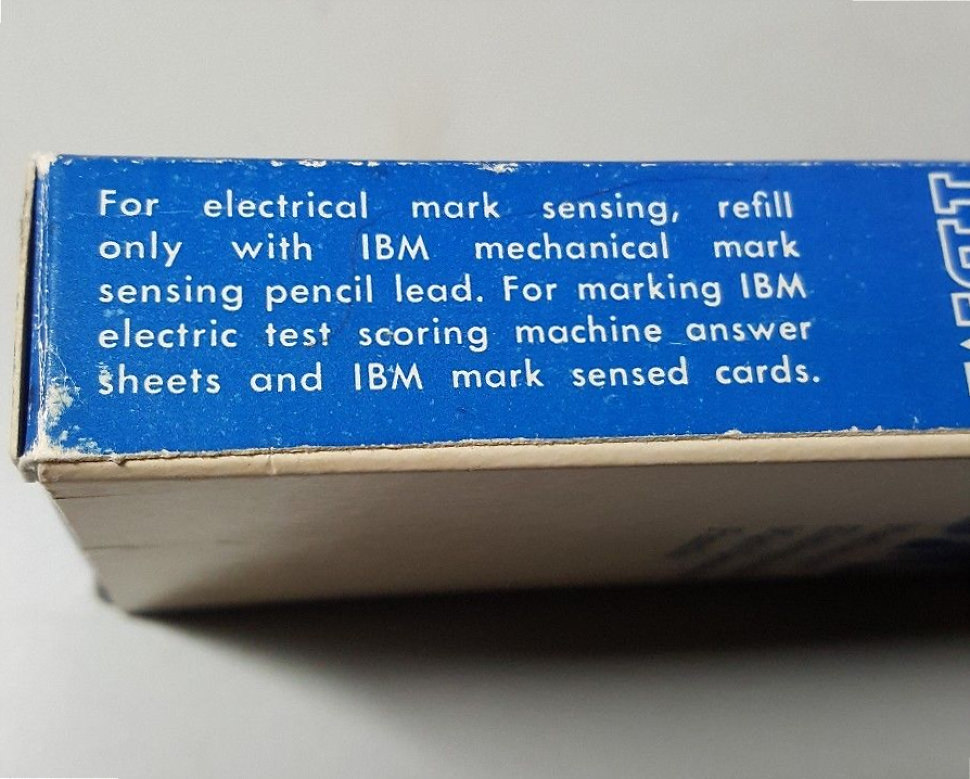 For electrical mark sensing, refill
only with IBM mechanical mark
sensing pencil lead. For marking IBM
electric test scoring machine answer
sheets and IBM mark sensed cards.